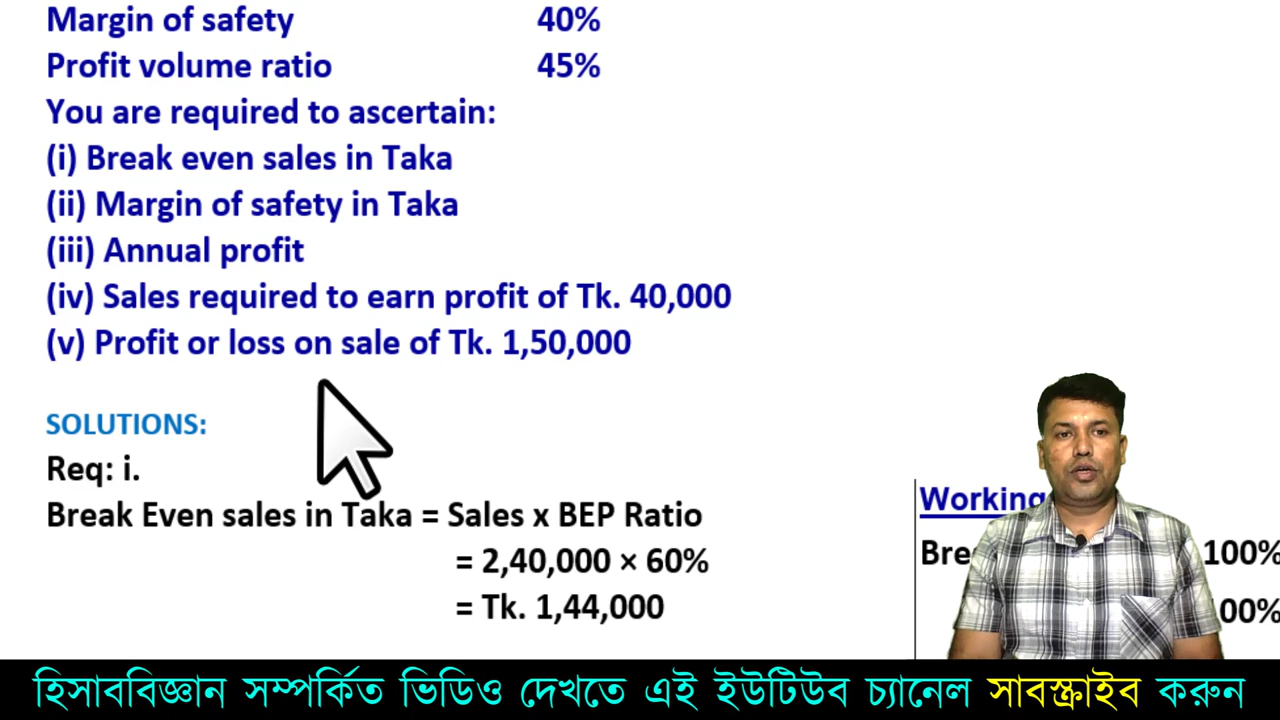 Margin of safety 40%
Profit volume ratio 45%
You are required to ascertain:
(i) Break even sales in Taka
(ii) Margin of safety in Taka
(iii) Annual profit
(iv) Sales required to earn profit of Tk. 40,000
(v) Profit or loss on sale of Tk. 1,50,000
SOLUTIONS:
Req: i.
Break Even sales in Taka = Sales x BEP Ratio
= 2,40,000 × 60%
= Tk. 1,44,000
Working
100%
00%
হিসাববিজ্ঞান সম্পর্কিত ভিডিও দেখতে এই ইউটিউব চ্যানেল সাবস্ক্রাইব করুন